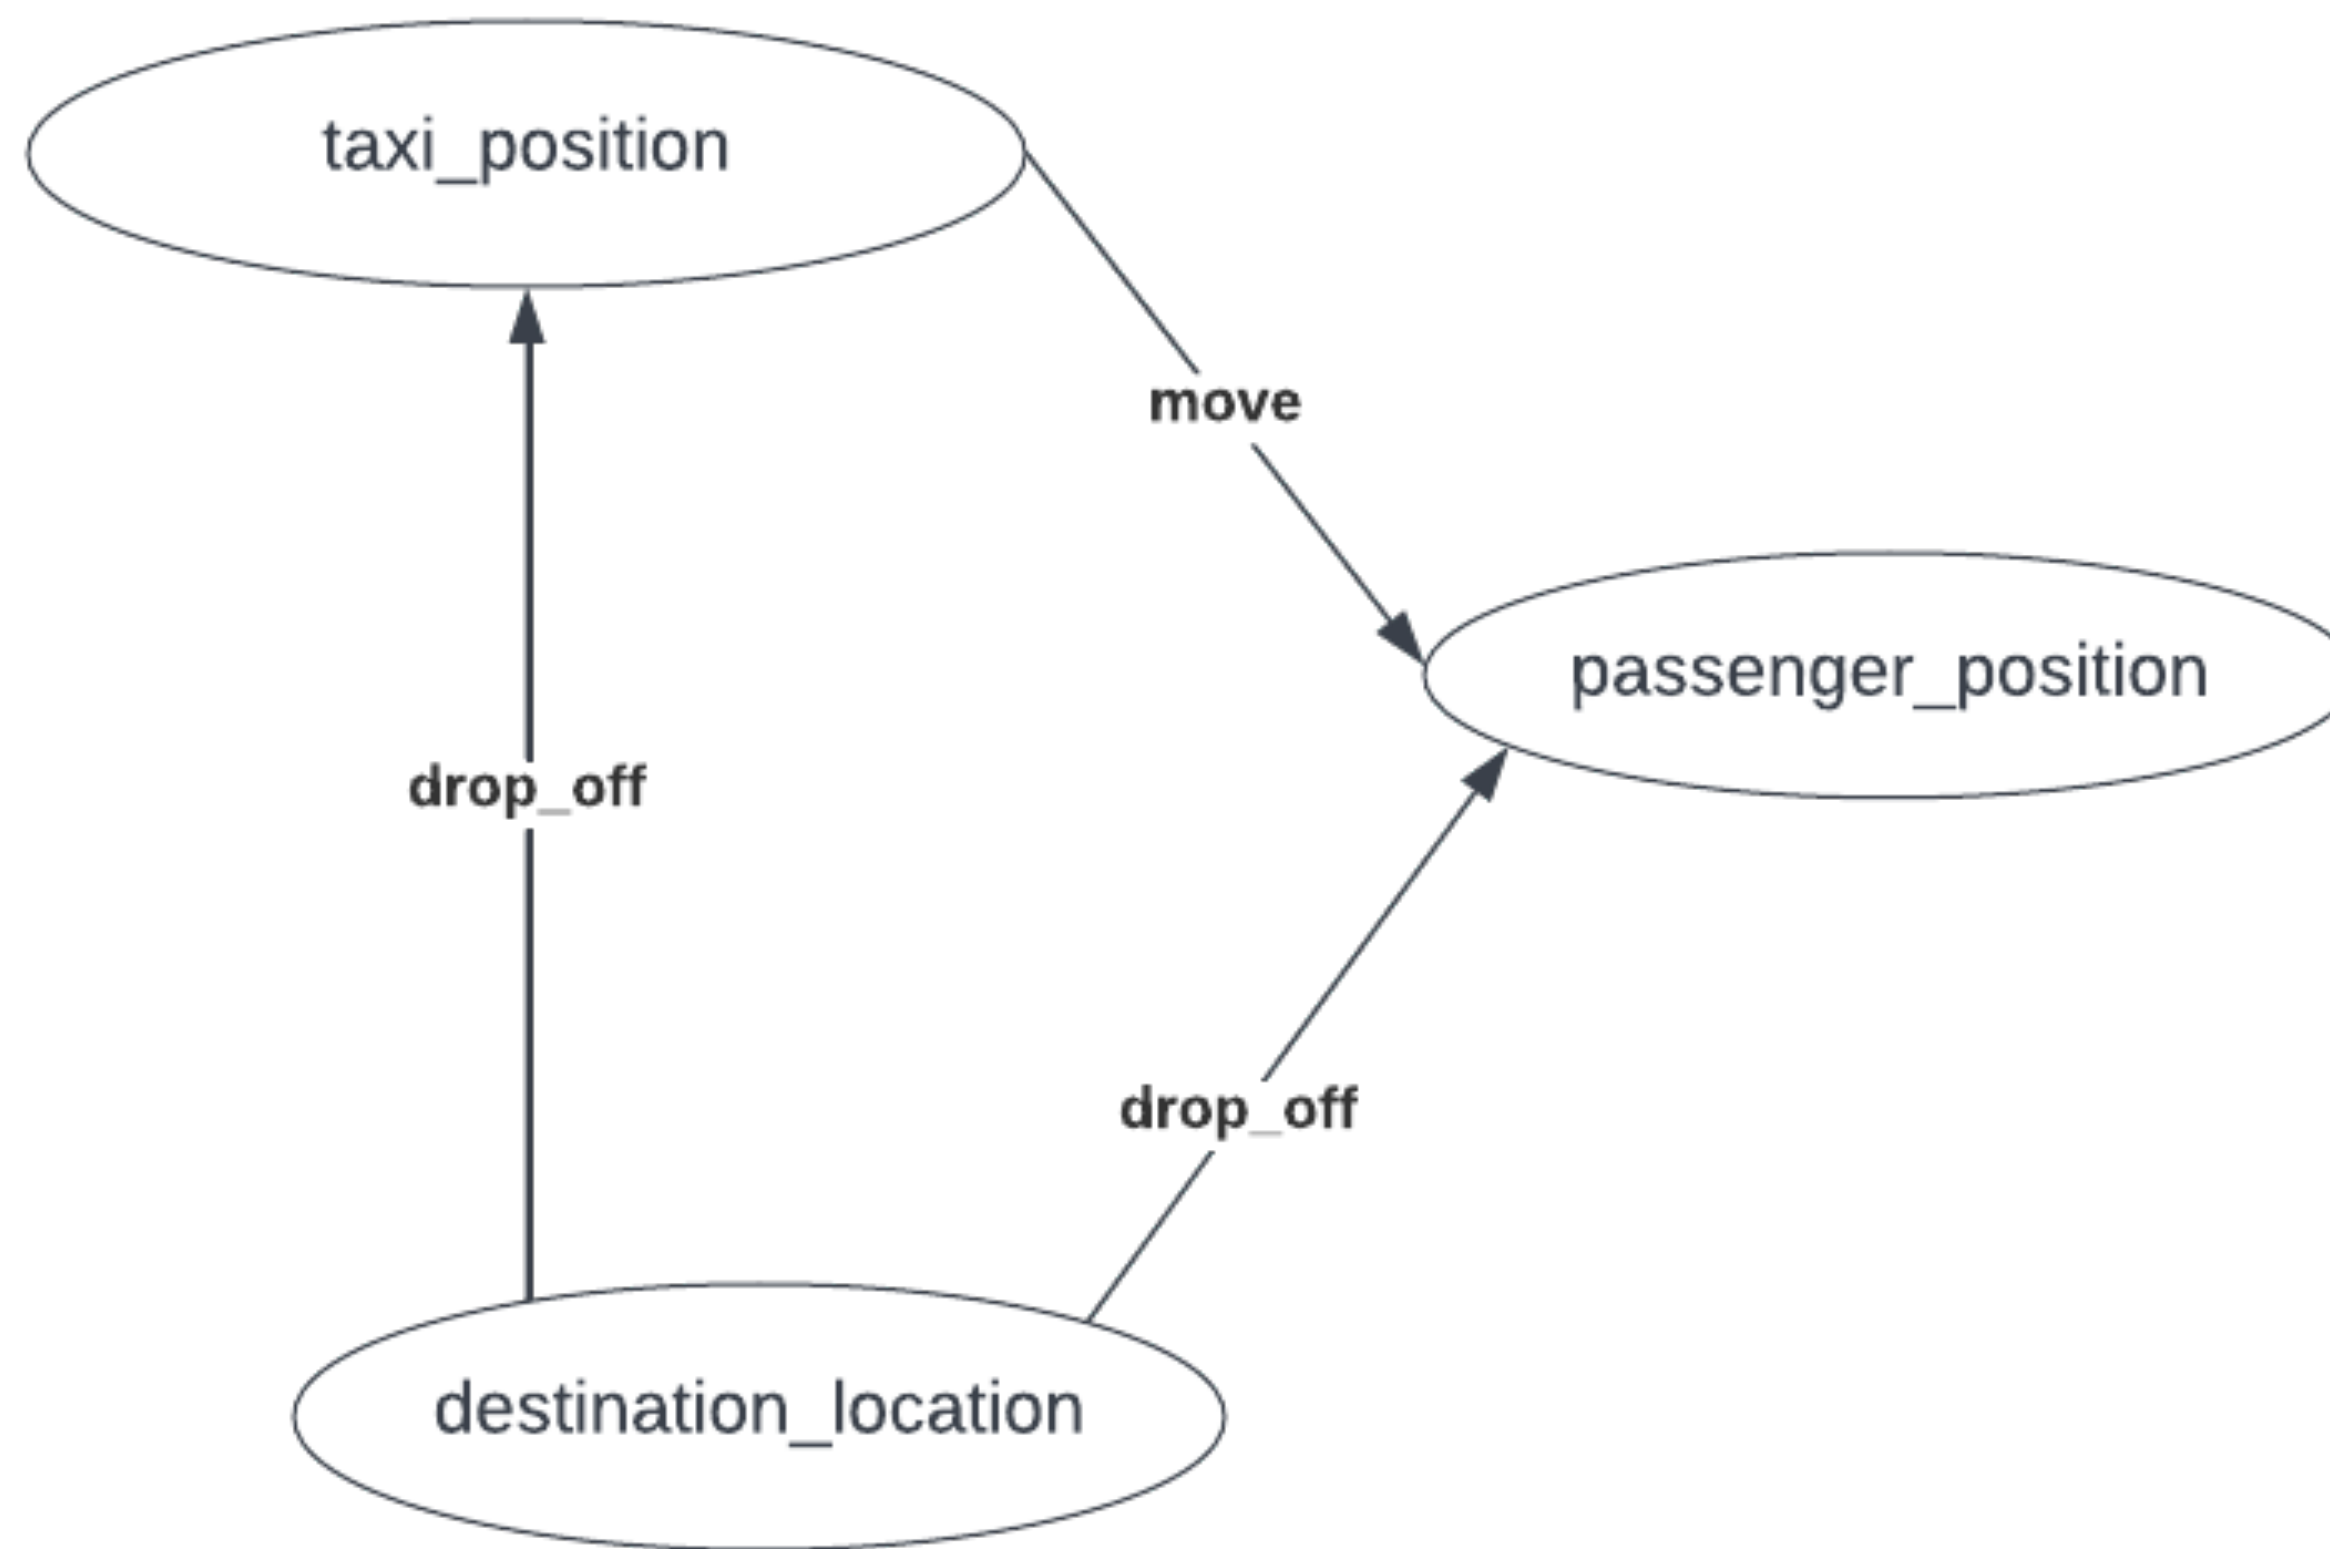 taxi_position
move
passenger_position
drop_off
drop_off
destination_location